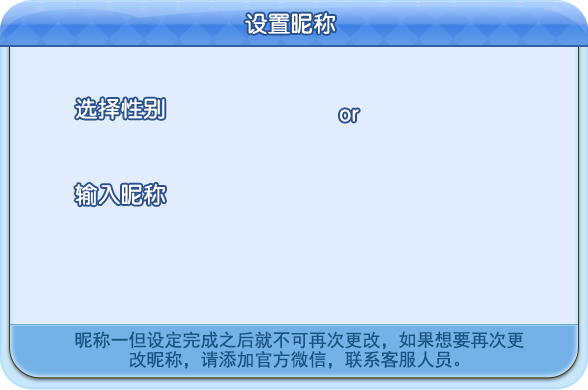 设置昵称
选择性别
or
输入昵称
昵称一但设定完成之后就不可再次更改，如果想要再次更
改昵称，请添加官方微信，联系客服人员。